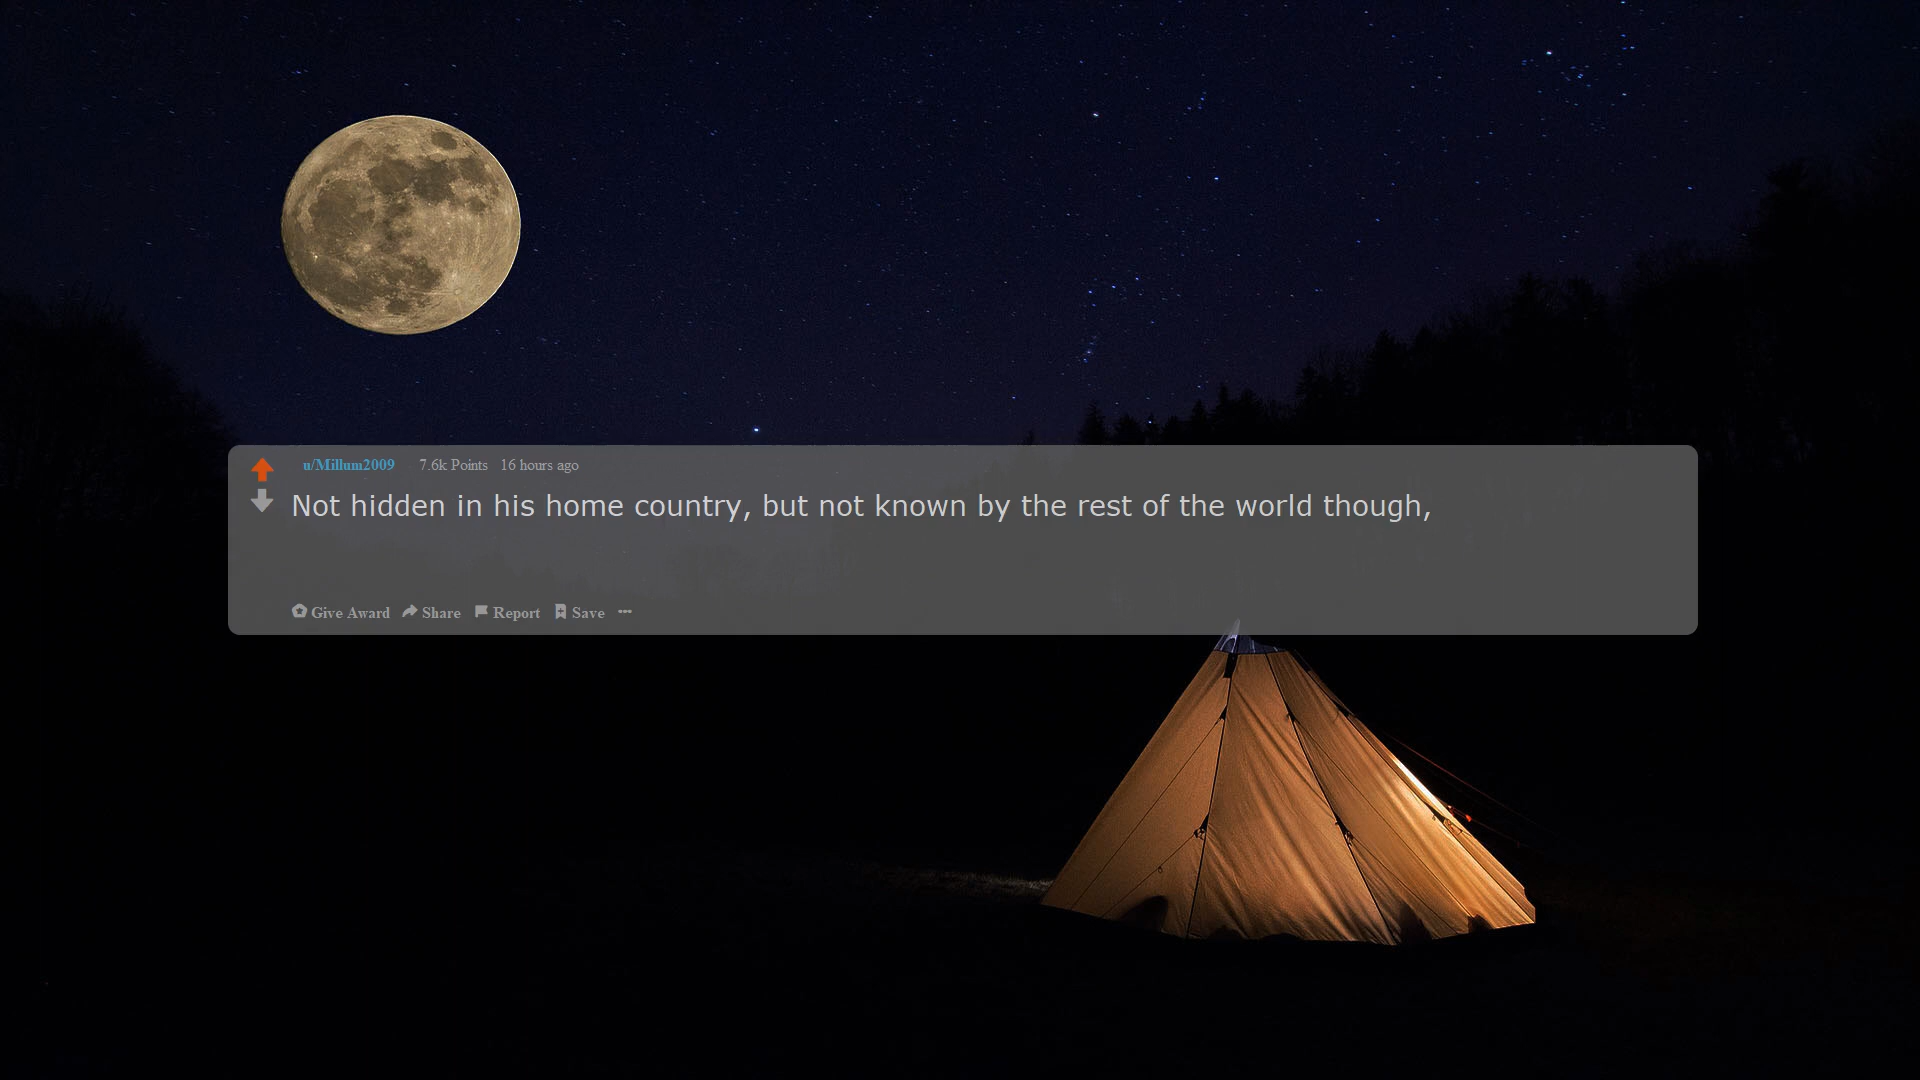 u/Millum2009 7.6k Points 16 hours ago
Not hidden in his home country, but not known by the rest of the world though,
Give Award Share Report Save